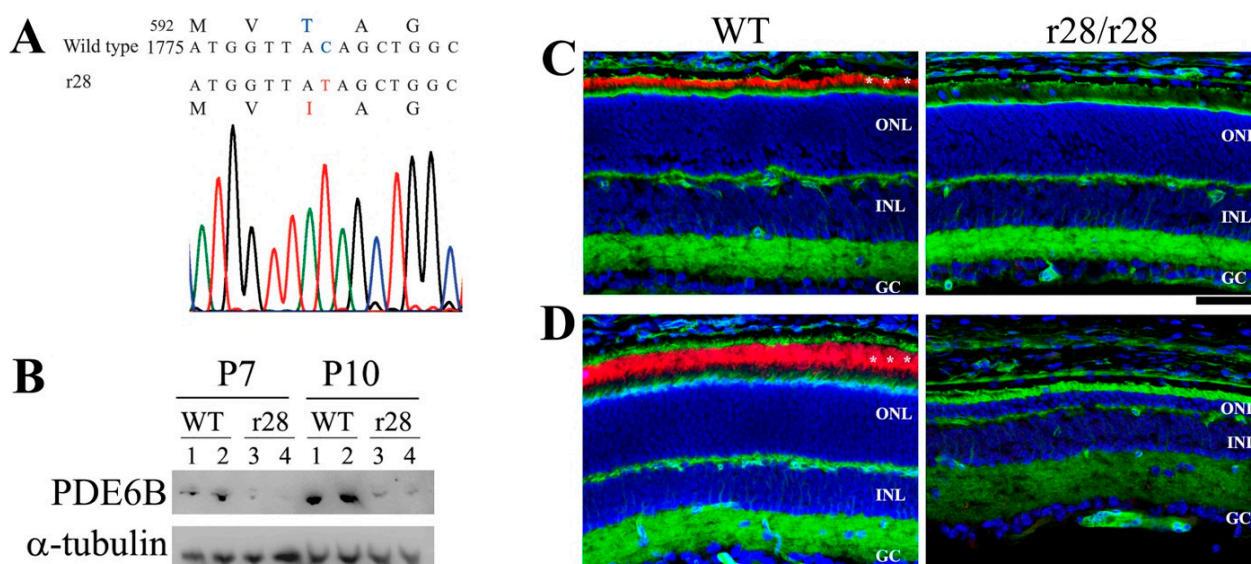 A
592 M V T A G
Wild type 1775 A T G G T T A C A G C T G G C
r28 A T G G T T A T A G C T G G C
M V I A G
B
P7 P10
WT r28 WT r28
1 2 3 4 1 2 3 4
PDE6B
α-tubulin
WT r28/r28
C
* * *
ONL ONL
INL INL
GC GC
D
* * *
ONL ONL
INL INL
GC GC